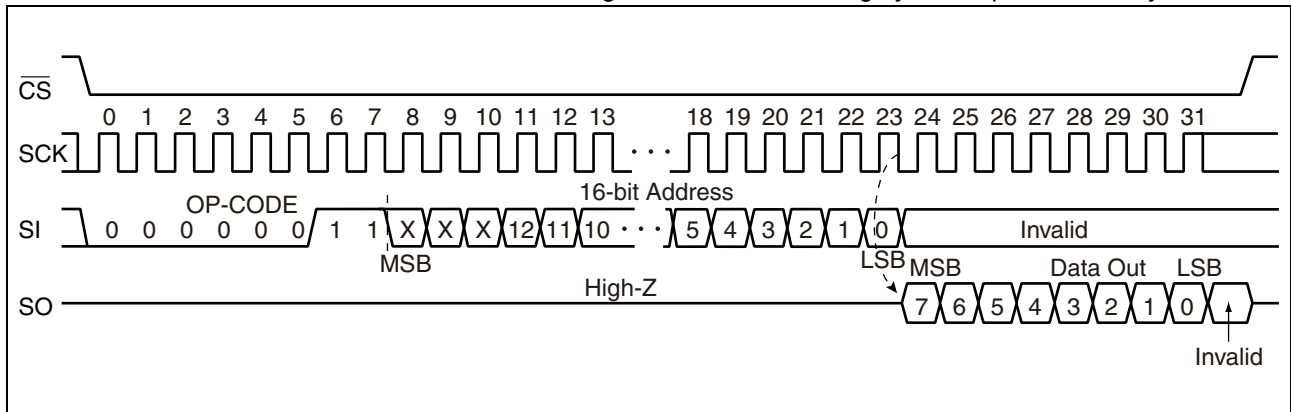 CS
0 1 2 3 4 5 6 7 8 9 10 11 12 13 18 19 20 21 22 23 24 25 26 27 28 29 30 31
SCK
16-bit Address
OP-CODE
SI 0 0 0 0 0 0 1 1 X X X 12 11 10 · · · 5 4 3 2 1 0 Invalid
MSB LSB MSB Data Out LSB
High-Z
SO 7 6 5 4 3 2 1 0
Invalid